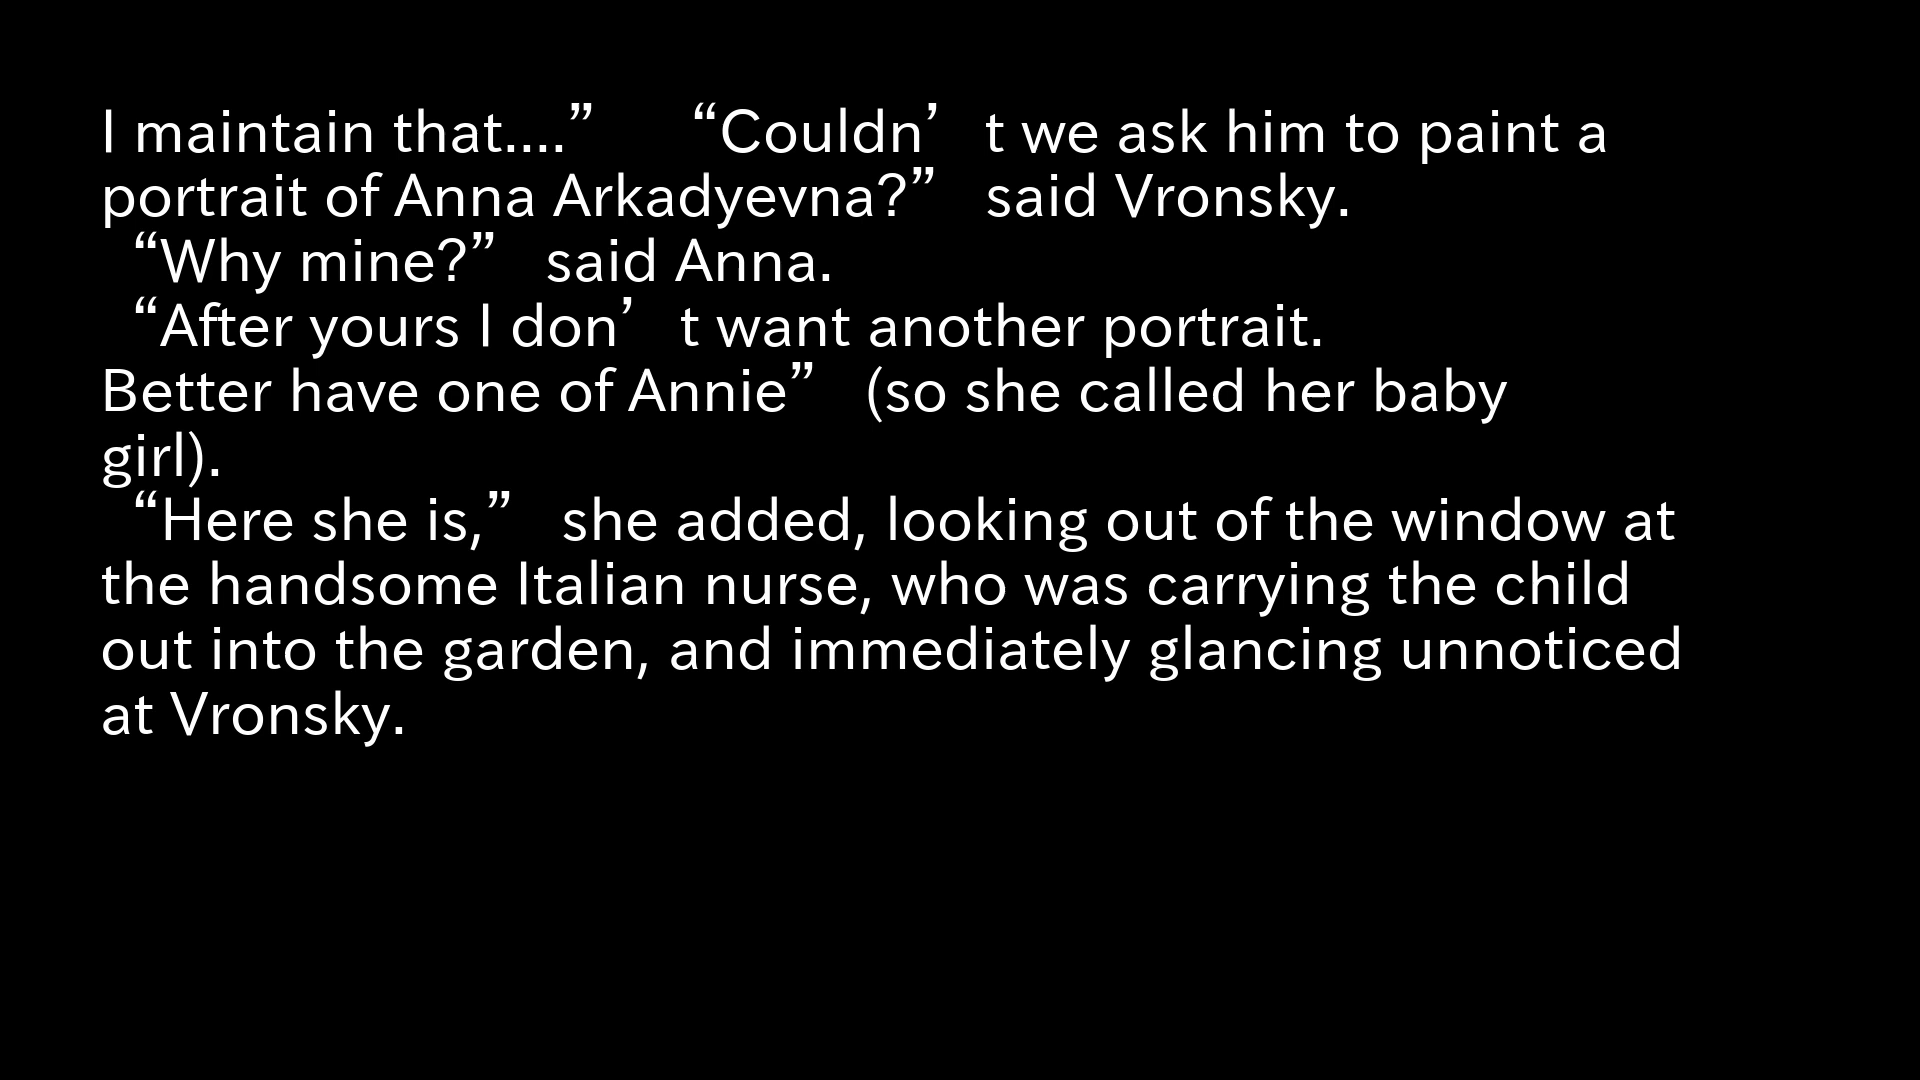 I maintain that....” “Couldn’t we ask him to paint a
portrait of Anna Arkadyevna?” said Vronsky.
“Why mine?” said Anna.
“After yours I don’t want another portrait.
Better have one of Annie” (so she called her baby
girl).
“Here she is,” she added, looking out of the window at
the handsome Italian nurse, who was carrying the child
out into the garden, and immediately glancing unnoticed
at Vronsky.